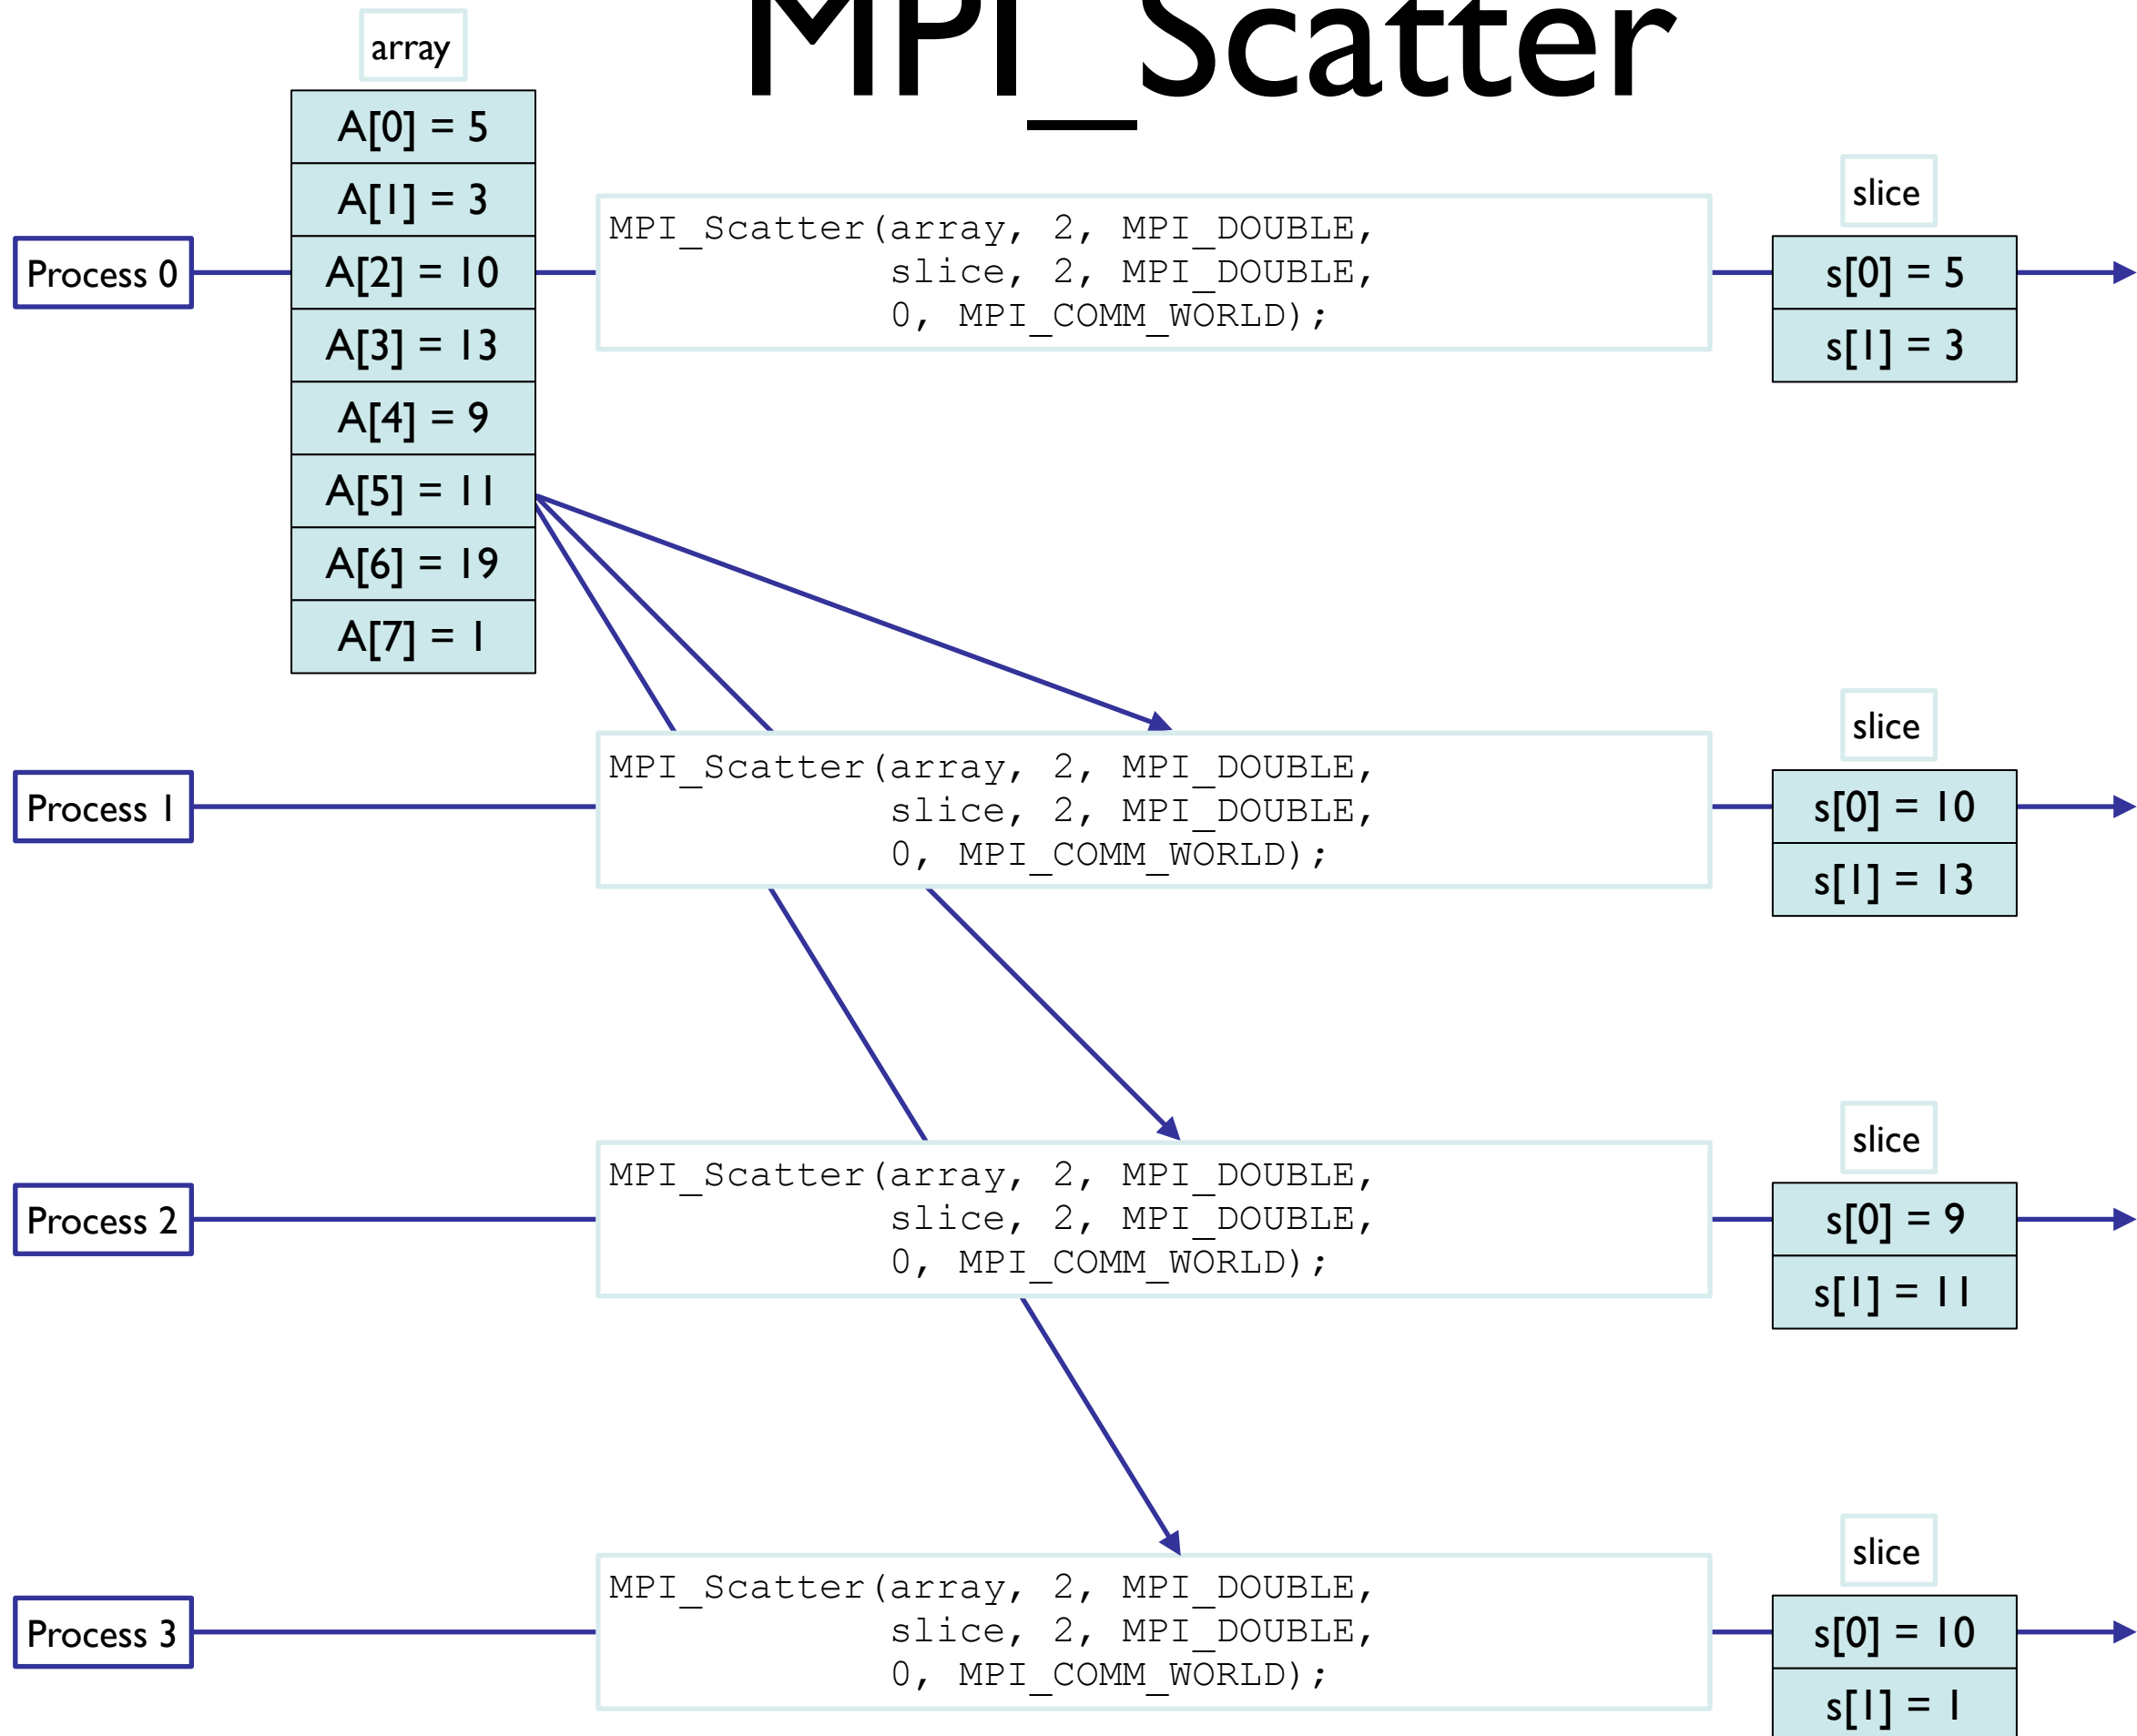 MPI_Scatter
array
A[0] = 5
A[1] = 3
A[2] = 10
A[3] = 13
A[4] = 9
A[5] = 11
A[6] = 19
A[7] = 1
Process 0
MPI_Scatter(array, 2, MPI_DOUBLE,
slice, 2, MPI_DOUBLE,
0, MPI_COMM_WORLD);
slice
s[0] = 5
s[1] = 3
Process 1
MPI_Scatter(array, 2, MPI_DOUBLE,
slice, 2, MPI_DOUBLE,
0, MPI_COMM_WORLD);
slice
s[0] = 10
s[1] = 13
Process 2
MPI_Scatter(array, 2, MPI_DOUBLE,
slice, 2, MPI_DOUBLE,
0, MPI_COMM_WORLD);
slice
s[0] = 9
s[1] = 11
Process 3
MPI_Scatter(array, 2, MPI_DOUBLE,
slice, 2, MPI_DOUBLE,
0, MPI_COMM_WORLD);
slice
s[0] = 10
s[1] = 1